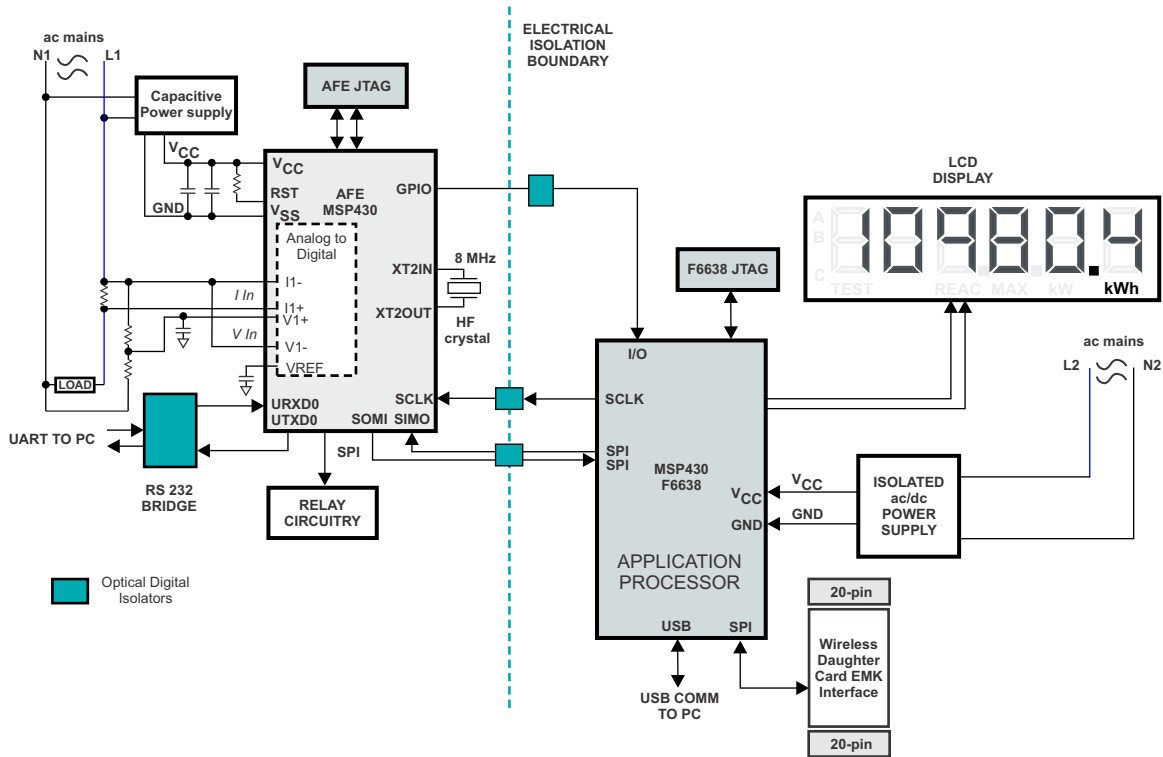 ac mains
N1
L1
Capacitive
Power supply
VCC
GND
AFE JTAG
VCC
RST
VSS
AFE
MSP430
GPIO
Analog to
Digital
I1-
I1+
V1+
V1-
VREF
I In
V In
XT2IN
XT2OUT
8 MHz
HF
crystal
LOAD
URXD0
UTXD0
SOMI
SIMO
SCLK
SPI
UART TO PC
RS 232
BRIDGE
RELAY
CIRCUITRY
Optical Digital
Isolators
ELECTRICAL
ISOLATION
BOUNDARY
LCD
DISPLAY
A
B
C
10980.4
TEST
REAC
MAX
kW
kWh
F6638 JTAG
I/O
SCLK
SPI
SPI
MSP430
F6638
VCC
GND
APPLICATION
PROCESSOR
USB
SPI
VCC
GND
ISOLATED
ac/dc
POWER
SUPPLY
ac mains
L2
N2
USB COMM
TO PC
20-pin
Wireless
Daughter
Card EMK
Interface
20-pin